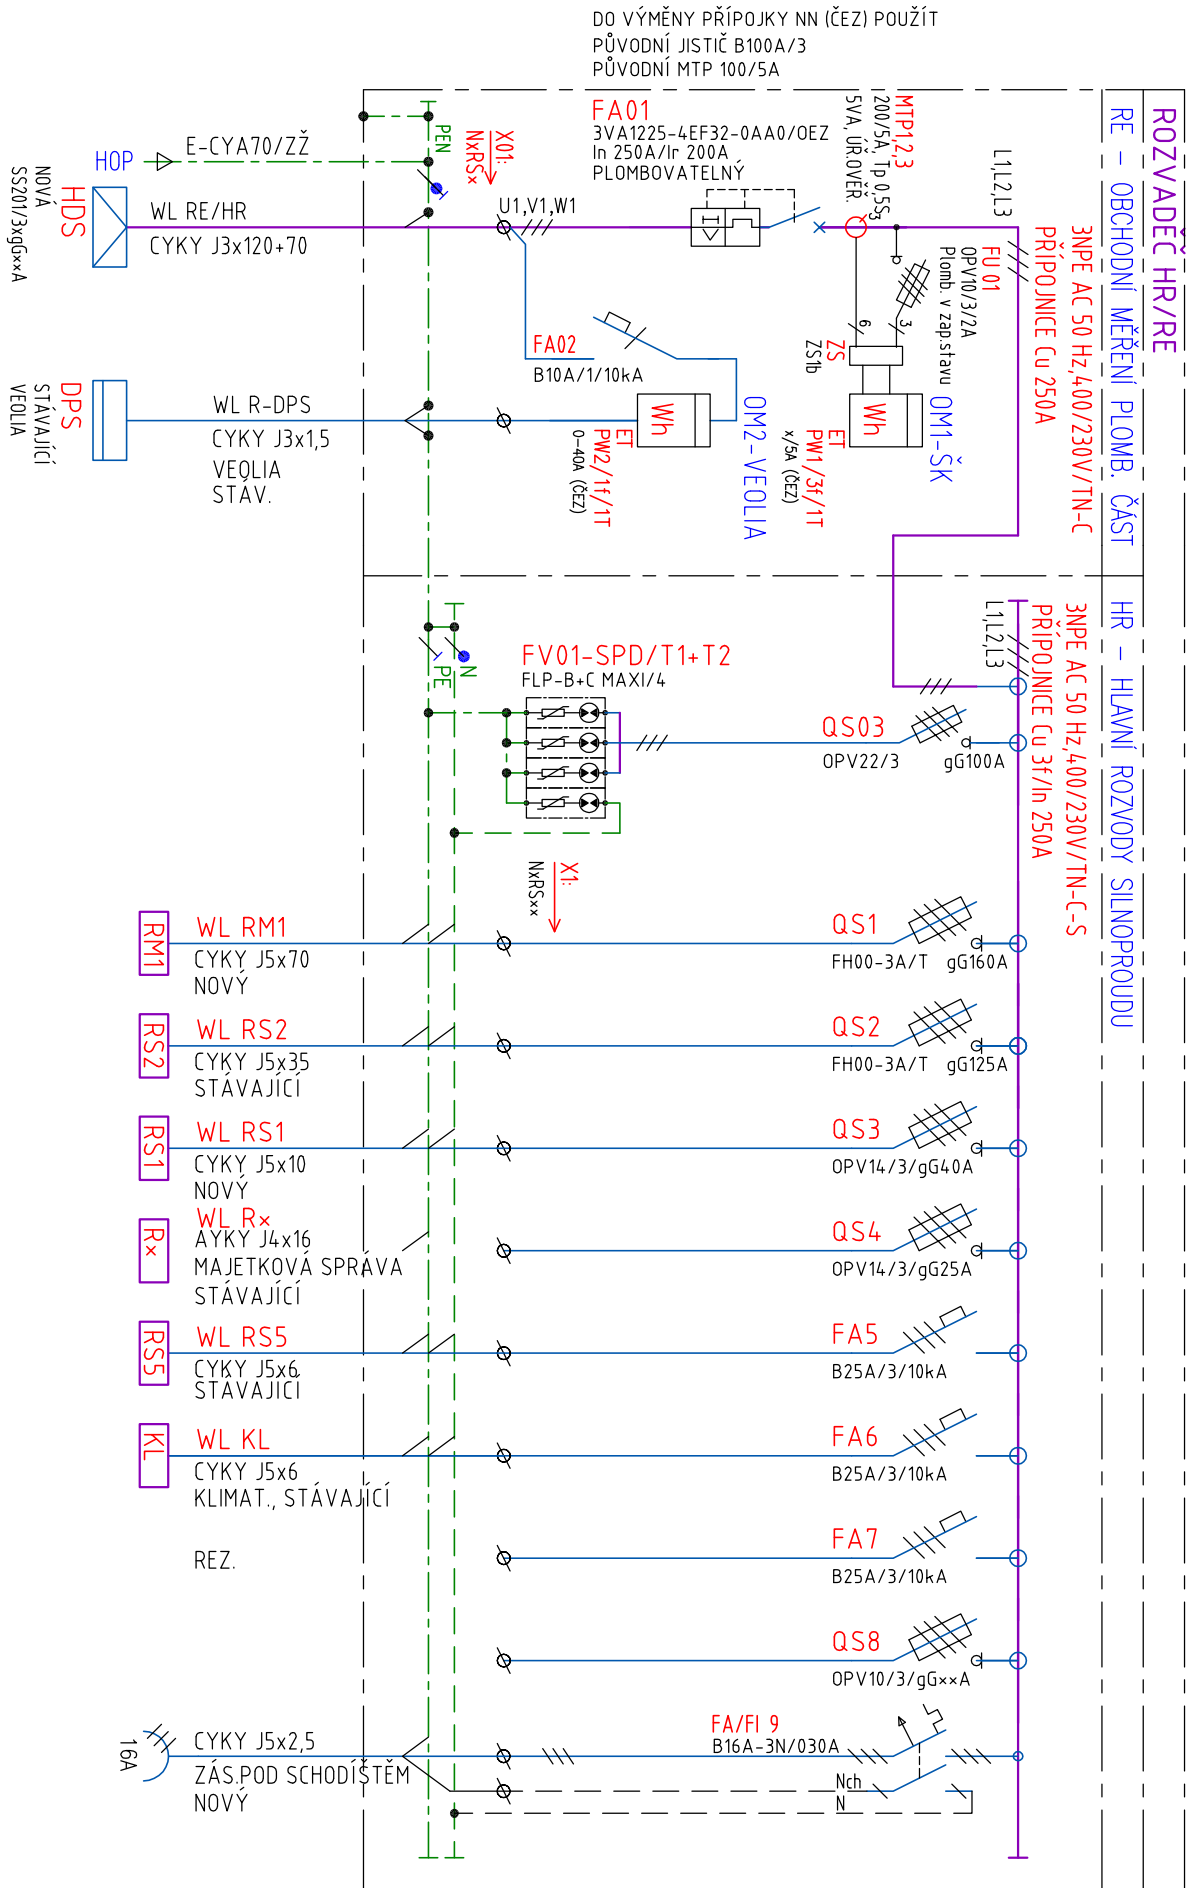 DO VÝMĚNY PŘÍPOJKY NN (ČEZ) POUŽÍT
PŮVODNÍ JISTIČ B100A/3
PŮVODNÍ MTP 100/5A
ROZVADĚČ HR/RE
RE - OBCHODNÍ MĚŘENÍ PLOMB. ČÁST
3NPE AC 50 Hz,400/230V/TN-C
PŘÍPOJNICE Cu 250A
L1,L2,L3
FA01
3VA1225-4EF32-0AA0/OEZ
In 250A/Ir 200A
PLOMBOVATELNÝ
MTP1,2,3
200/5A, Tp 0,5S
5VA, ÚŘ.OVĚŘ.
3
FU 01
OPV10/3/2A
Plomb. v zap.stavu
6
3
ZS
ZS1b
Wh
OM1-ŠK
ET
PW1/3f/1T
x/5A (ČEZ)
PEN
X01:
NxRSx
U1,V1,W1
HOP
E-CYA70/ZŽ
HDS
NOVÁ
SS201/3xgGxxA
WL RE/HR
CYKY J3x120+70
FA02
B10A/1/10kA
Wh
OM2-VEOLIA
ET
PW2/1f/1T
0-40A (ČEZ)
DPS
STÁVAJÍCÍ
VEOLIA
WL R-DPS
CYKY J3x1,5
VEOLIA
STÁV.
HR - HLAVNÍ ROZVODY SILNOPROUDU
3NPE AC 50 Hz,400/230V/TN-C-S
PŘÍPOJNICE Cu 3f/In 250A
L1,L2,L3
N
PE
FV01-SPD/T1+T2
FLP-B+C MAXI/4
QS03
OPV22/3
gG100A
X1:
NxRSxx
RM1
WL RM1
CYKY J5x70
NOVÝ
QS1
FH00-3A/T gG160A
RS2
WL RS2
CYKY J5x35
STÁVAJÍCÍ
QS2
FH00-3A/T gG125A
RS1
WL RS1
CYKY J5x10
NOVÝ
QS3
OPV14/3/gG40A
Rx
WL Rx
AYKY J4x16
MAJETKOVÁ SPRÁVA
STÁVAJÍCÍ
QS4
OPV14/3/gG25A
RS5
WL RS5
CYKY J5x6
STÁVAJÍCÍ
FA5
B25A/3/10kA
KL
WL KL
CYKY J5x6
KLIMAT., STÁVAJÍCÍ
FA6
B25A/3/10kA
REZ.
FA7
B25A/3/10kA
QS8
OPV10/3/gGxxA
16A
CYKY J5x2,5
ZÁS.POD SCHODIŠTĚM
NOVÝ
FA/FI 9
B16A-3N/030A
Nch
N